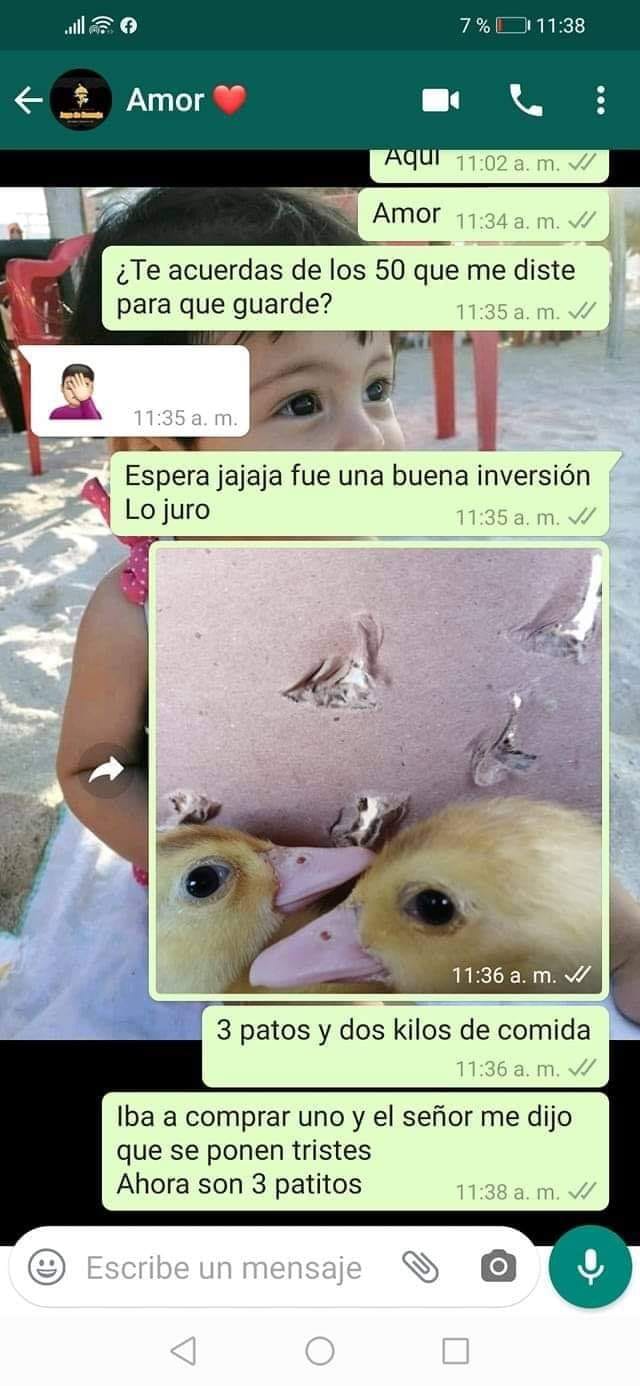 7 % 11:38
Amor
Aquí 11:02 a. m.
Amor 11:34 a. m.
¿Te acuerdas de los 50 que me diste
para que guarde? 11:35 a. m.
11:35 a. m.
Espera jajaja fue una buena inversión
Lo juro 11:35 a. m.
11:36 a. m.
3 patos y dos kilos de comida
11:36 a. m.
Iba a comprar uno y el señor me dijo
que se ponen tristes
Ahora son 3 patitos 11:38 a. m.
Escribe un mensaje